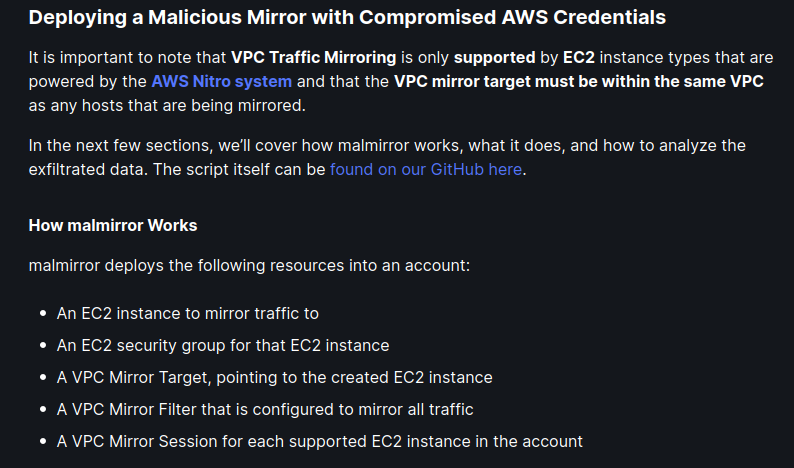 Deploying a Malicious Mirror with Compromised AWS Credentials
It is important to note that VPC Traffic Mirroring is only supported by EC2 instance types that are
powered by the AWS Nitro system and that the VPC mirror target must be within the same VPC
as any hosts that are being mirrored.
In the next few sections, we’ll cover how malmirror works, what it does, and how to analyze the
exfiltrated data. The script itself can be found on our GitHub here.
How malmirror Works
malmirror deploys the following resources into an account:
• An EC2 instance to mirror traffic to
• An EC2 security group for that EC2 instance
• A VPC Mirror Target, pointing to the created EC2 instance
• A VPC Mirror Filter that is configured to mirror all traffic
• A VPC Mirror Session for each supported EC2 instance in the account